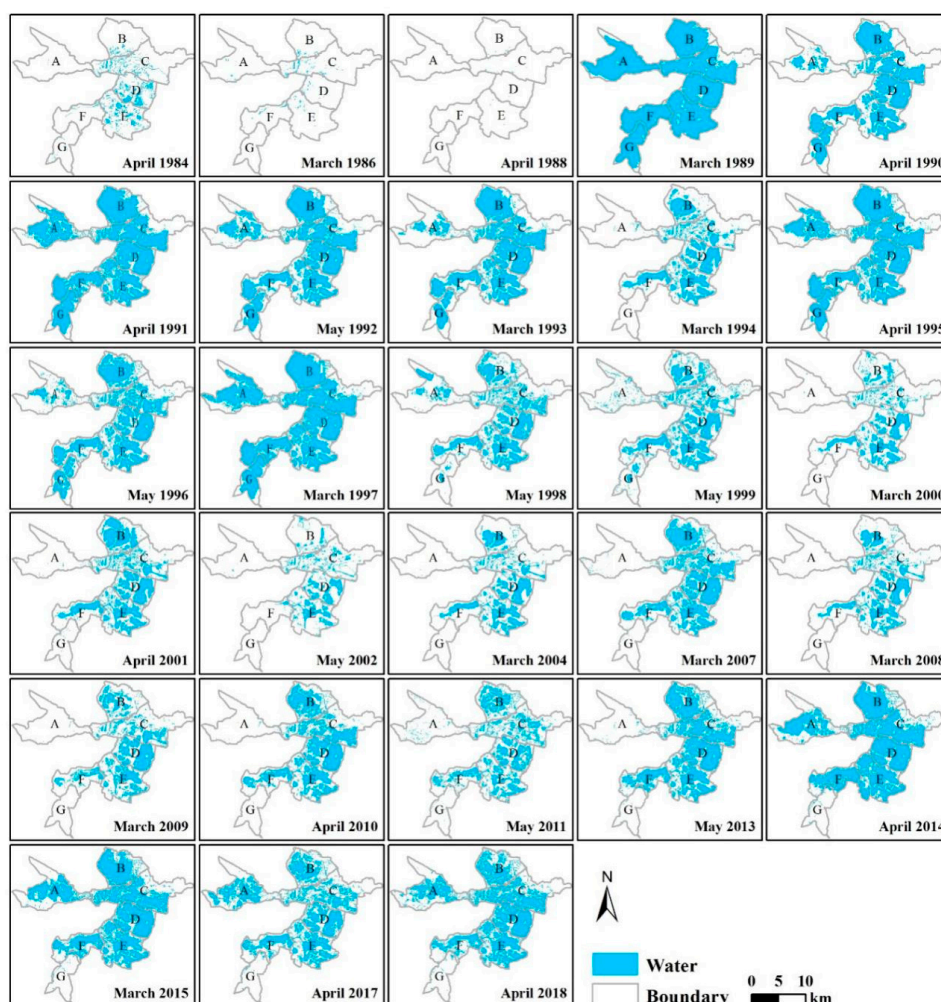 B
A C
D
F E
G
April 1984
B
A C
D
F E
G
March 1986
B
A C
D
F E
G
April 1988
B
A C
D
F E
G
March 1989
B
A C
D
F E
G
April 1990
B
A C
D
F E
G
April 1991
B
A C
D
F E
G
May 1992
B
A C
D
F E
G
March 1993
B
A C
D
F E
G
March 1994
B
A C
D
F E
G
April 1995
B
A C
D
F E
G
May 1996
B
A C
D
F E
G
March 1997
B
A C
D
F E
G
May 1998
B
A C
D
F E
G
May 1999
B
A C
D
F E
G
March 2000
B
A C
D
F E
G
April 2001
B
A C
D
F E
G
May 2002
B
A C
D
F E
G
March 2004
B
A C
D
F E
G
March 2007
B
A C
D
F E
G
March 2008
B
A C
D
F E
G
March 2009
B
A C
D
F E
G
April 2010
B
A C
D
F E
G
May 2011
B
A C
D
F E
G
May 2013
B
A C
D
F E
G
April 2014
B
A C
D
F E
G
March 2015
B
A C
D
F E
G
April 2017
B
A C
D
F E
G
April 2018
N
Water
Boundary
0 5 10
km